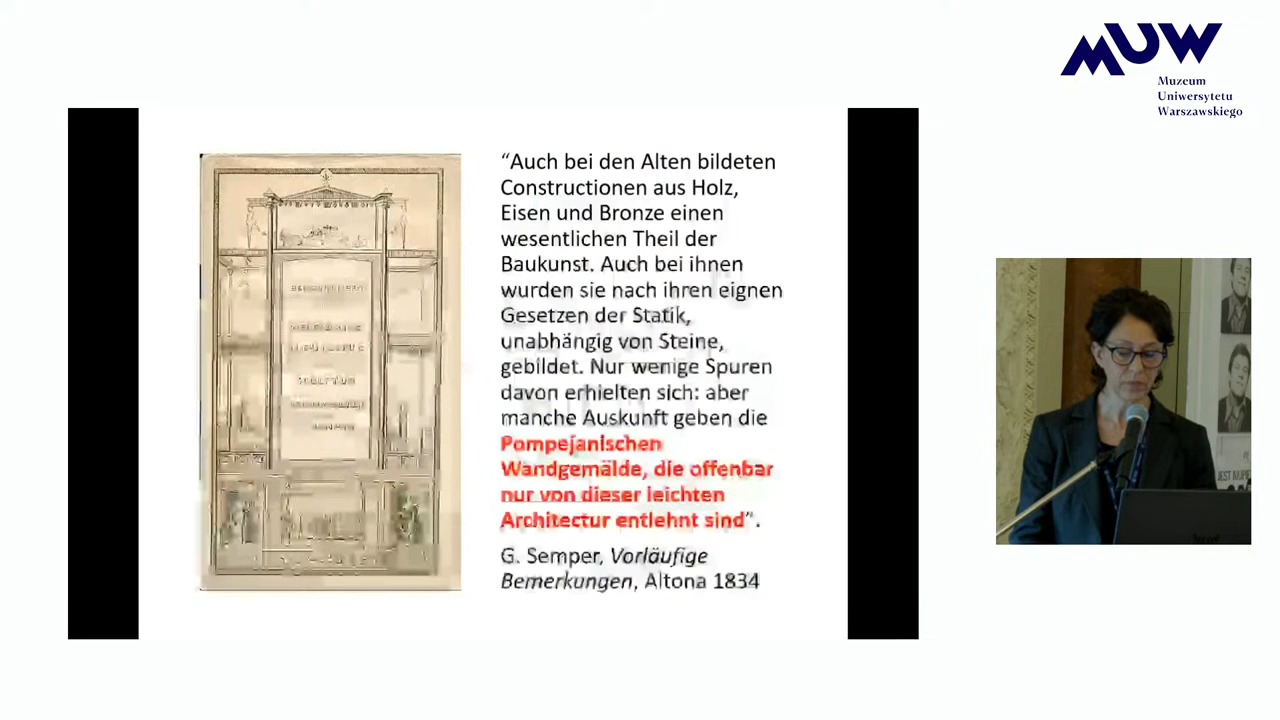 MUW
Muzeum
Uniwersytetu
Warszawskiego
“Auch bei den Alten bildeten
Constructionen aus Holz,
Eisen und Bronze einen
wesentlichen Theil der
Baukunst. Auch bei ihnen
wurden sie nach ihren eignen
Gesetzen der Statik,
unabhängig von Steine,
gebildet. Nur wenige Spuren
davon erhielten sich: aber
manche Auskunft geben die
Pompejanischen
Wandgemälde, die offenbar
nur von dieser leichten
Architectur entlehnt sind”.
G. Semper, Vorläufige
Bemerkungen, Altona 1834
JEST